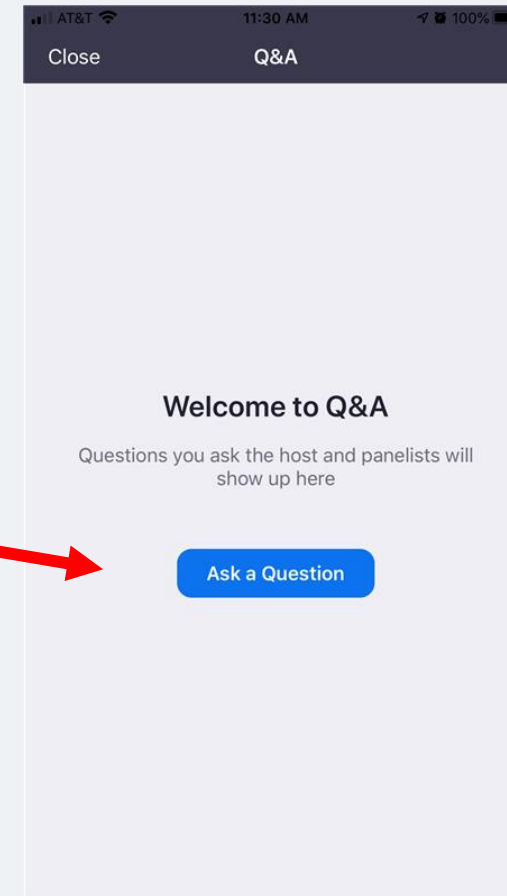 AT&T 11:30 AM 100%
Close Q&A
Welcome to Q&A
Questions you ask the host and panelists will
show up here
Ask a Question